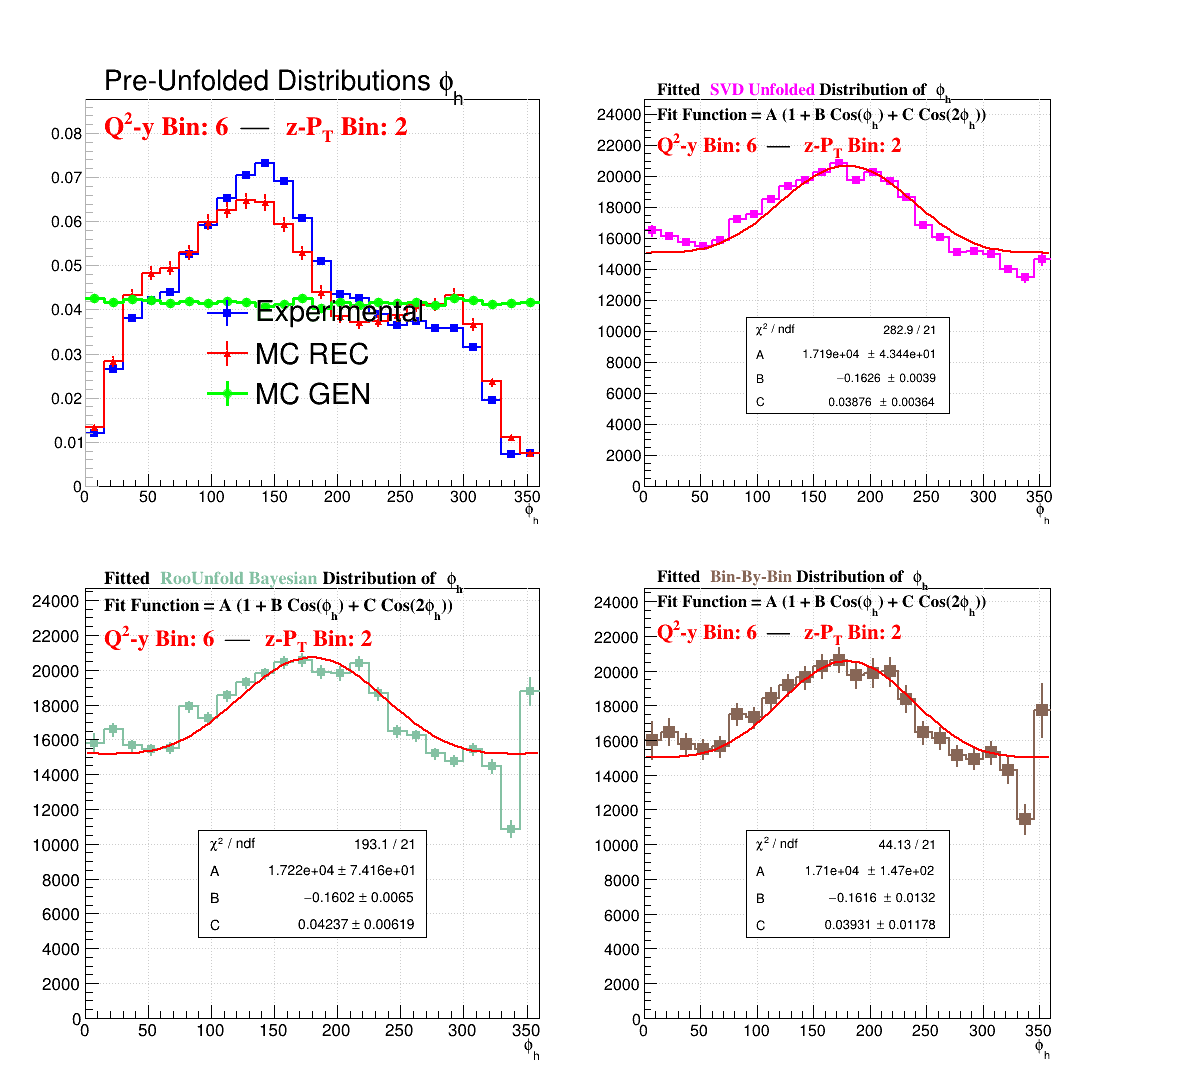 Pre-Unfolded Distributions ϕh
Q2-y Bin: 6 — z-PT Bin: 2
0.08
0.07
0.06
0.05
0.04
0.03
0.02
0.01
0
Experimental
MC REC
MC GEN
0 50 100 150 200 250 300 350
ϕh
Fitted SVD Unfolded Distribution of ϕh
Fit Function = A (1 + B Cos(ϕh) + C Cos(2ϕh))
Q2-y Bin: 6 — z-PT Bin: 2
24000
22000
20000
18000
16000
14000
12000
10000
8000
6000
4000
2000
0
χ2 / ndf 282.9 / 21
A 1.719e+04 ± 4.344e+01
B −0.1626 ± 0.0039
C 0.03876 ± 0.00364
0 50 100 150 200 250 300 350
ϕh
Fitted RooUnfold Bayesian Distribution of ϕh
Fit Function = A (1 + B Cos(ϕh) + C Cos(2ϕh))
Q2-y Bin: 6 — z-PT Bin: 2
24000
22000
20000
18000
16000
14000
12000
10000
8000
6000
4000
2000
0
χ2 / ndf 193.1 / 21
A 1.722e+04 ± 7.416e+01
B −0.1602 ± 0.0065
C 0.04237 ± 0.00619
0 50 100 150 200 250 300 350
ϕh
Fitted Bin-By-Bin Distribution of ϕh
Fit Function = A (1 + B Cos(ϕh) + C Cos(2ϕh))
Q2-y Bin: 6 — z-PT Bin: 2
24000
22000
20000
18000
16000
14000
12000
10000
8000
6000
4000
2000
0
χ2 / ndf 44.13 / 21
A 1.71e+04 ± 1.47e+02
B −0.1616 ± 0.0132
C 0.03931 ± 0.01178
0 50 100 150 200 250 300 350
ϕh